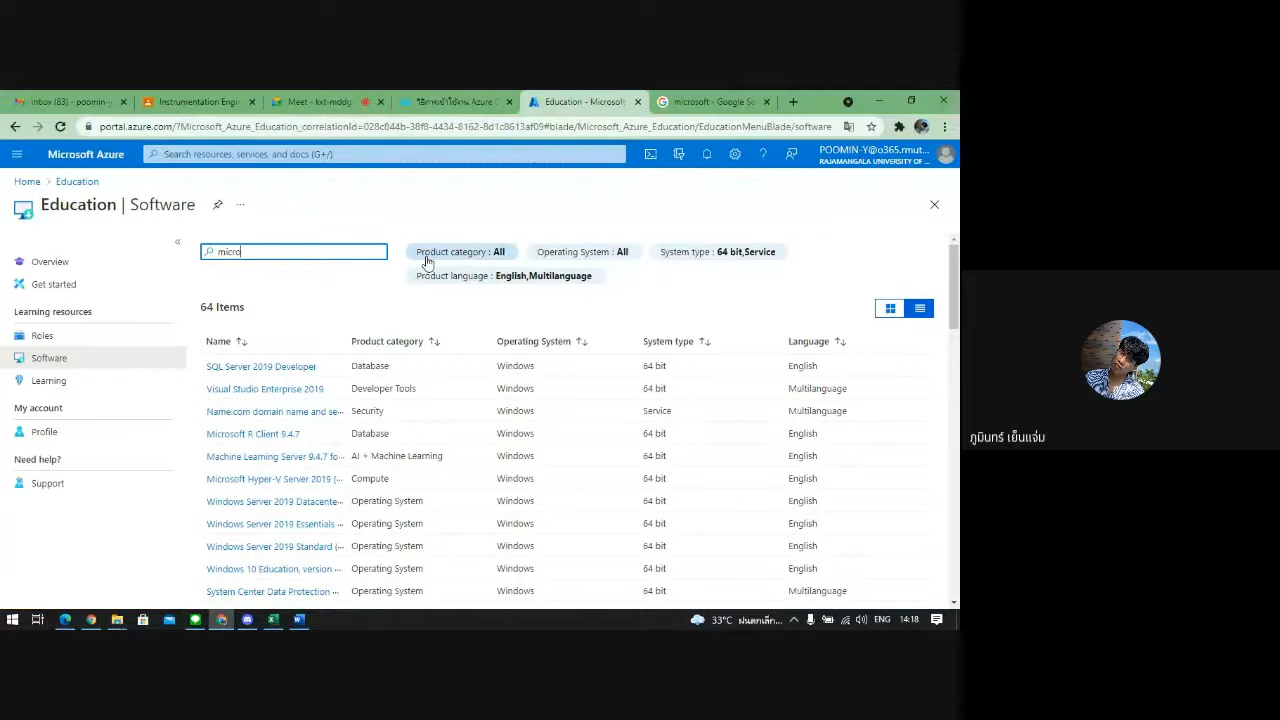 Inbox (83) - poomin-y
Instrumentation Engin
Meet - kxt-mddg
วิธีการเข้าใช้งาน Azure
Education - Microsoft
microsoft - Google Se
portal.azure.com/?Microsoft_Azure_Education_correlationId=028c844b-38f8-4434-8162-8d1c8613af09#blade/Microsoft_Azure_Education/EducationMenuBlade/software
Microsoft Azure
Search resources, services, and docs (G+/)
POOMIN-Y@o365.rmut...
RAJAMANGALA UNIVERSITY OF ...
Home > Education
Education | Software
...
«
micro
Product category : All
Operating System : All
System type : 64 bit,Service
Product language : English,Multilanguage
Overview
Get started
Learning resources
Roles
Software
Learning
My account
Profile
Need help?
Support
64 Items
Name Product category Operating System System type Language
SQL Server 2019 Developer Database Windows 64 bit English
Visual Studio Enterprise 2019 Developer Tools Windows 64 bit Multilanguage
Name.com domain name and se... Security Windows Service Multilanguage
Microsoft R Client 9.4.7 Database Windows 64 bit English
Machine Learning Server 9.4.7 fo... AI + Machine Learning Windows 64 bit English
Microsoft Hyper-V Server 2019 (... Compute Windows 64 bit English
Windows Server 2019 Datacente... Operating System Windows 64 bit English
Windows Server 2019 Essentials ... Operating System Windows 64 bit English
Windows Server 2019 Standard (... Operating System Windows 64 bit English
Windows 10 Education, version ... Operating System Windows 64 bit English
System Center Data Protection ... Operating System Windows 64 bit Multilanguage
33°C ฝนตกเล็ก...
ENG
14:18
ภูมินทร์ เย็นแจ่ม